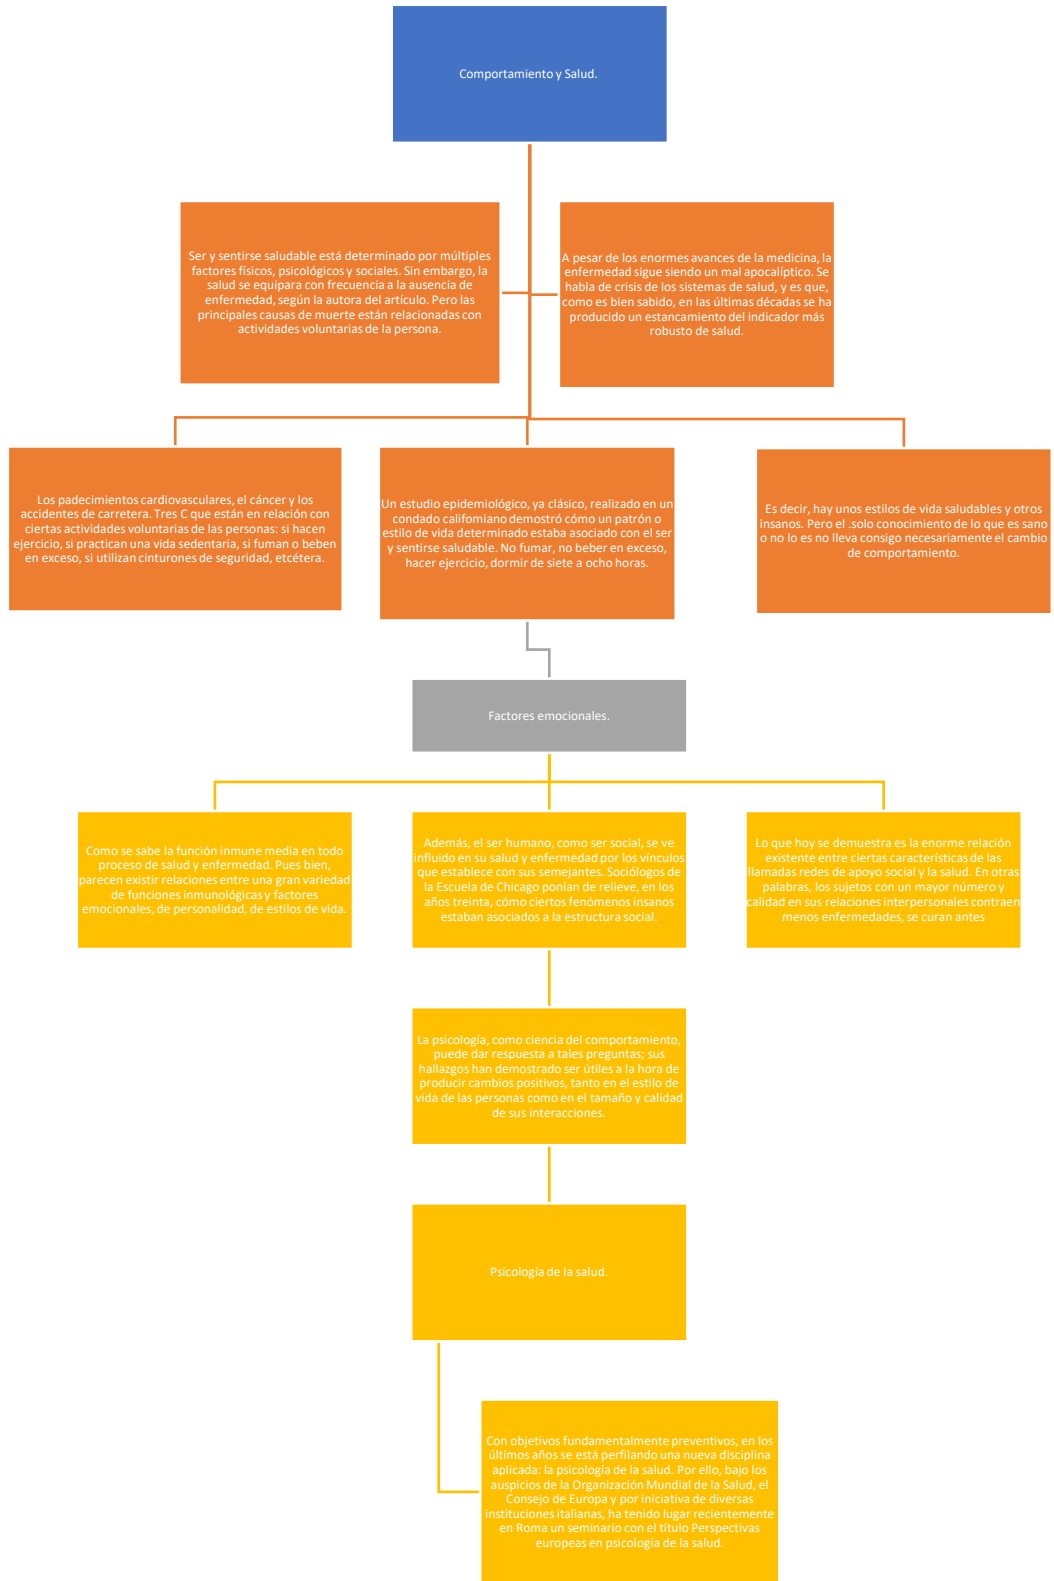 Comportamiento y Salud.
Ser y sentirse saludable está determinado por múltiples
factores físicos, psicológicos y sociales. Sin embargo, la
salud se equipara con frecuencia a la ausencia de
enfermedad, según la autora del artículo. Pero las
principales causas de muerte están relacionadas con
actividades voluntarias de la persona.
A pesar de los enormes avances de la medicina, la
enfermedad sigue siendo un mal apocalíptico. Se
habla de crisis de los sistemas de salud, y es que,
como es bien sabido, en las últimas décadas se ha
producido un estancamiento del indicador más
robusto de salud.
Los padecimientos cardiovasculares, el cáncer y los
accidentes de carretera. Tres C que están en relación con
ciertas actividades voluntarias de las personas: si hacen
ejercicio, si practican una vida sedentaria, si fuman o beben
en exceso, si utilizan cinturones de seguridad, etcétera.
Un estudio epidemiológico, ya clásico, realizado en un
condado califomiano demostró cómo un patrón o
estilo de vida determinado estaba asociado con el ser
y sentirse saludable. No fumar, no beber en exceso,
hacer ejercicio, dormir de siete a ocho horas.
Es decir, hay unos estilos de vida saludables y otros
insanos. Pero el .solo conocimiento de lo que es sano
o no lo es no lleva consigo necesariamente el cambio
de comportamiento.
Factores emocionales.
Como se sabe la función inmune media en todo
proceso de salud y enfermedad. Pues bien,
parecen existir relaciones entre una gran variedad
de funciones inmunológicas y factores
emocionales, de personalidad, de estilos de vida.
Además, el ser humano, como ser social, se ve
influido en su salud y enfermedad por los vínculos
que establece con sus semejantes. Sociólogos de
la Escuela de Chicago ponían de relieve, en los
años treinta, cómo ciertos fenómenos insanos
estaban asociados a la estructura social.
Lo que hoy se demuestra es la enorme relación
existente entre ciertas características de las
llamadas redes de apoyo social y la salud. En otras
palabras, los sujetos con un mayor número y
calidad en sus relaciones interpersonales contraen
menos enfermedades, se curan antes
La psicología, como ciencia del comportamiento,
puede dar respuesta a tales preguntas; sus
hallazgos han demostrado ser útiles a la hora de
producir cambios positivos, tanto en el estilo de
vida de las personas como en el tamaño y calidad
de sus interacciones.
Psicología de la salud.
Con objetivos fundamentalmente preventivos, en los
últimos años se está perfilando una nueva disciplina
aplicada: la psicología de la salud. Por ello, bajo los
auspicios de la Organización Mundial de la Salud, el
Consejo de Europa y por iniciativa de diversas
instituciones italianas, ha tenido lugar recientemente
en Roma un seminario con el título Perspectivas
europeas en psicología de la salud.